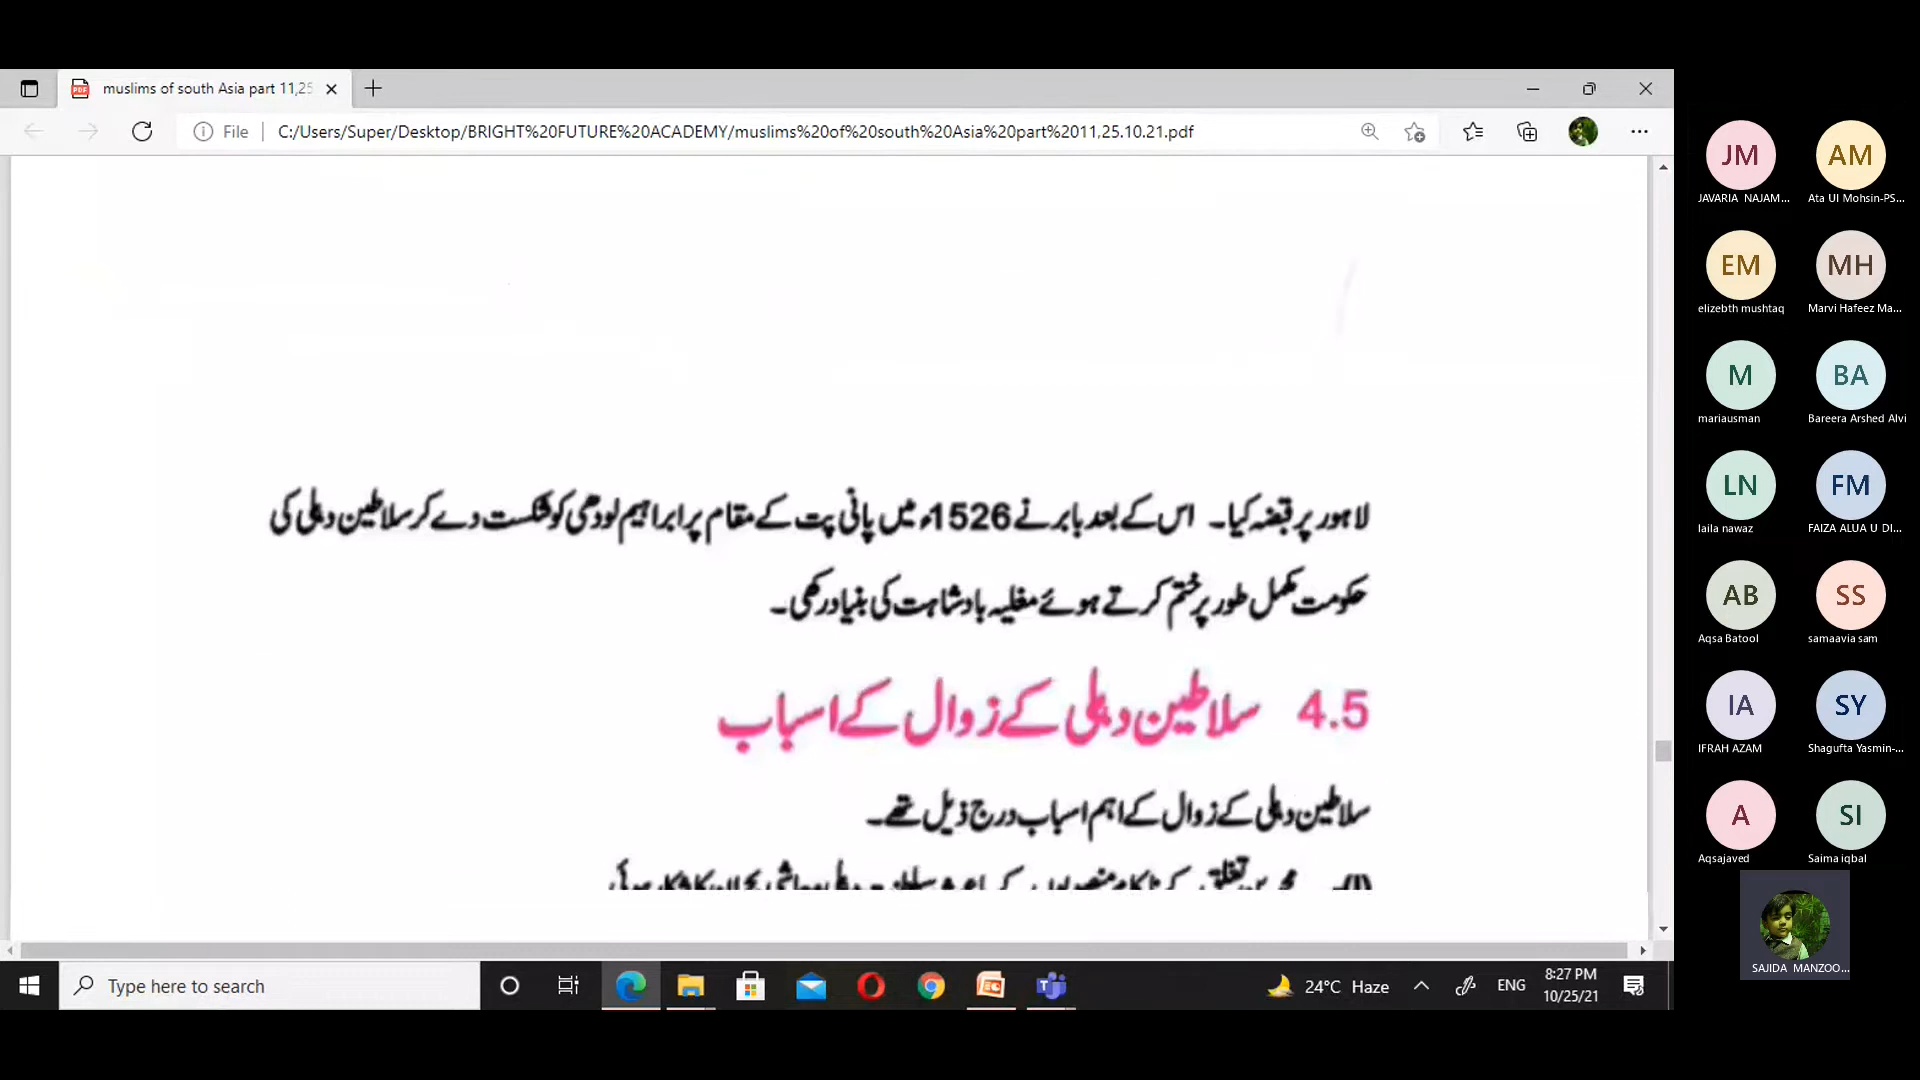 muslims of south Asia part 11,25
File
C:/Users/Super/Desktop/BRIGHT%20FUTURE%20ACADEMY/muslims%20of%20south%20Asia%20part%2011,25.10.21.pdf
لاہور پر قبضہ کیا۔ اس کے بعد بابر نے 1526ء میں پانی پت کے مقام پر ابراہیم لودھی کو شکست دے کر سلاطین دہلی کی
حکومت مکمل طور پر ختم کرتے ہوئے مغلیہ بادشاہت کی بنیاد رکھی۔
4.5 سلاطین دہلی کے زوال کے اسباب
سلاطین دہلی کے زوال کے اہم اسباب درج ذیل تھے۔
Type here to search
24°C Haze
ENG
8:27 PM
10/25/21
JM
JAVARIA NAJAM...
AM
Ata Ul Mohsin-PS...
EM
elizebth mushtaq
MH
Marvi Hafeez Ma...
M
mariausman
BA
Bareera Arshed Alvi
LN
laila nawaz
FM
FAIZA ALUA U DI...
AB
Aqsa Batool
SS
samaavia sam
IA
IFRAH AZAM
SY
Shagufta Yasmin-...
A
Aqsajaved
SI
Saima iqbal
SAJIDA MANZOO...